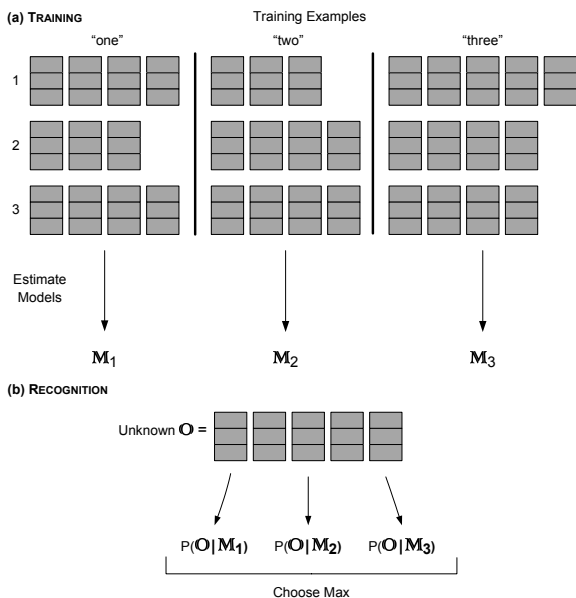 (a) TRAINING
Training Examples
“one” “two” “three”
1
2
3
Estimate
Models
𝕄1 𝕄2 𝕄3
(b) RECOGNITION
Unknown 𝕆 =
P(𝕆|𝕄1) P(𝕆|𝕄2) P(𝕆|𝕄3)
Choose Max